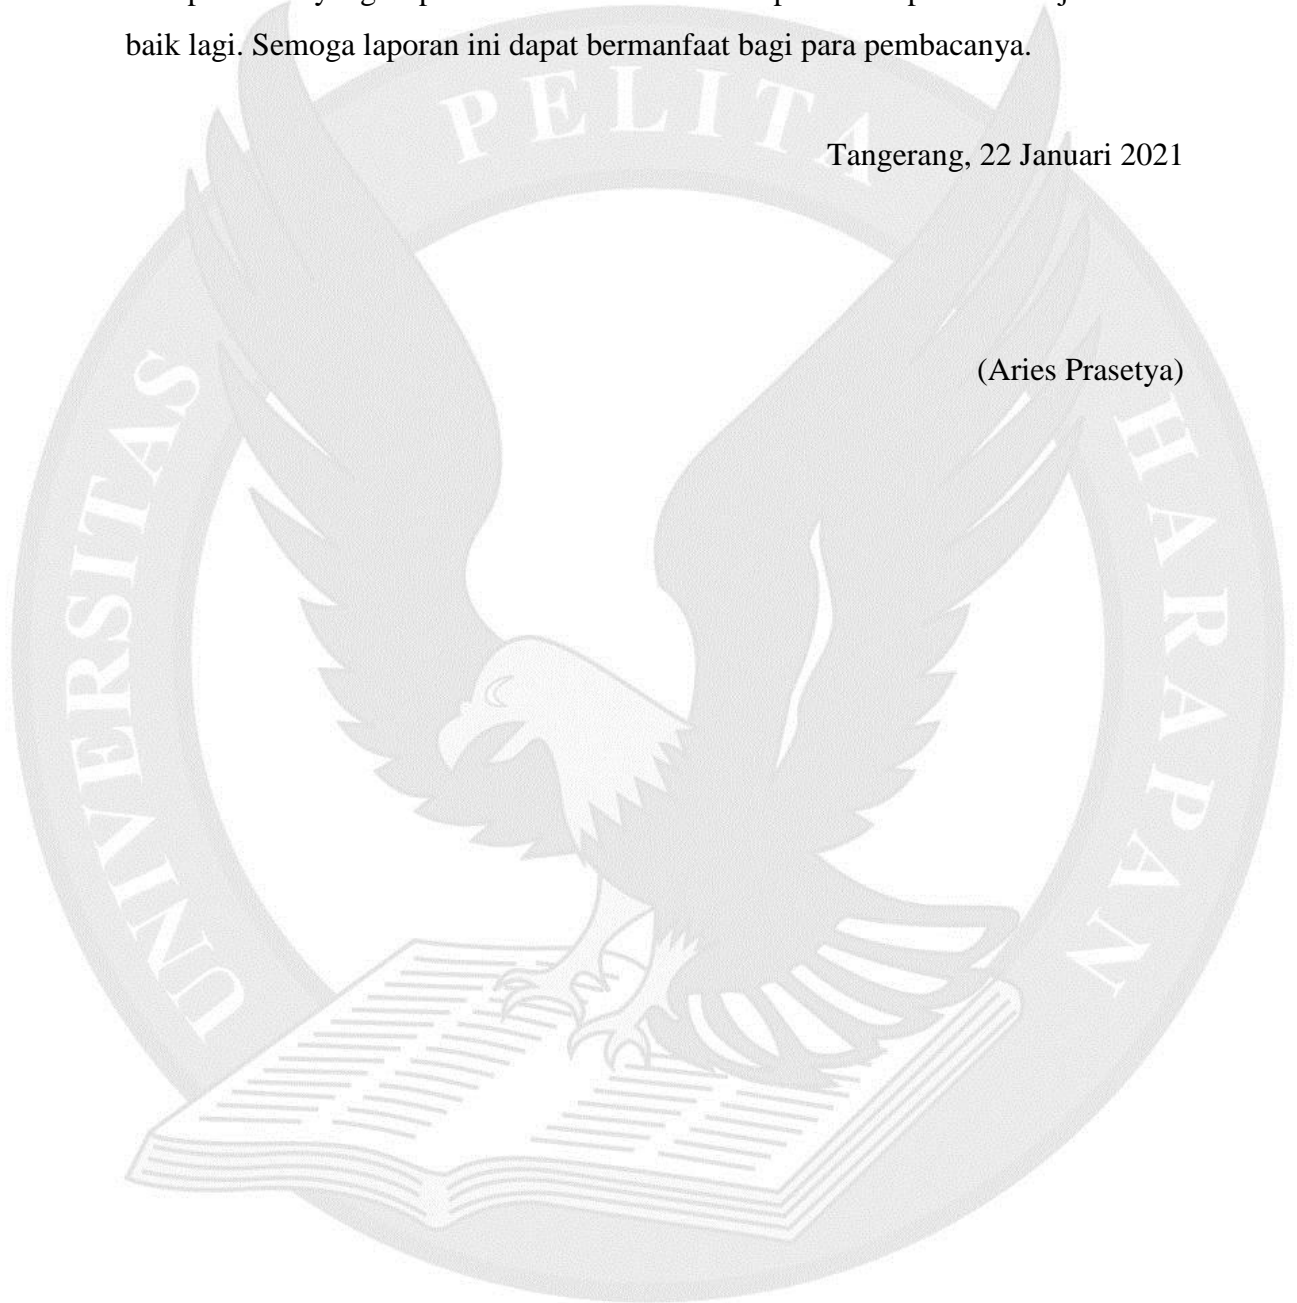 baik lagi. Semoga laporan ini dapat bermanfaat bagi para pembacanya.
Tangerang, 22 Januari 2021
(Aries Prasetya)
UNIVERSITAS PELITA HARAPAN